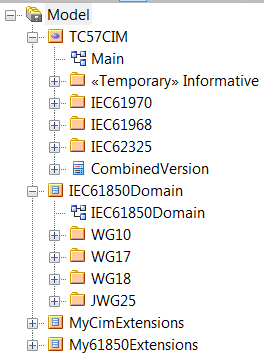 Model
TC57CIM
Main
«Temporary» Informative
IEC61970
IEC61968
IEC62325
CombinedVersion
IEC61850Domain
IEC61850Domain
WG10
WG17
WG18
JWG25
MyCimExtensions
My61850Extensions